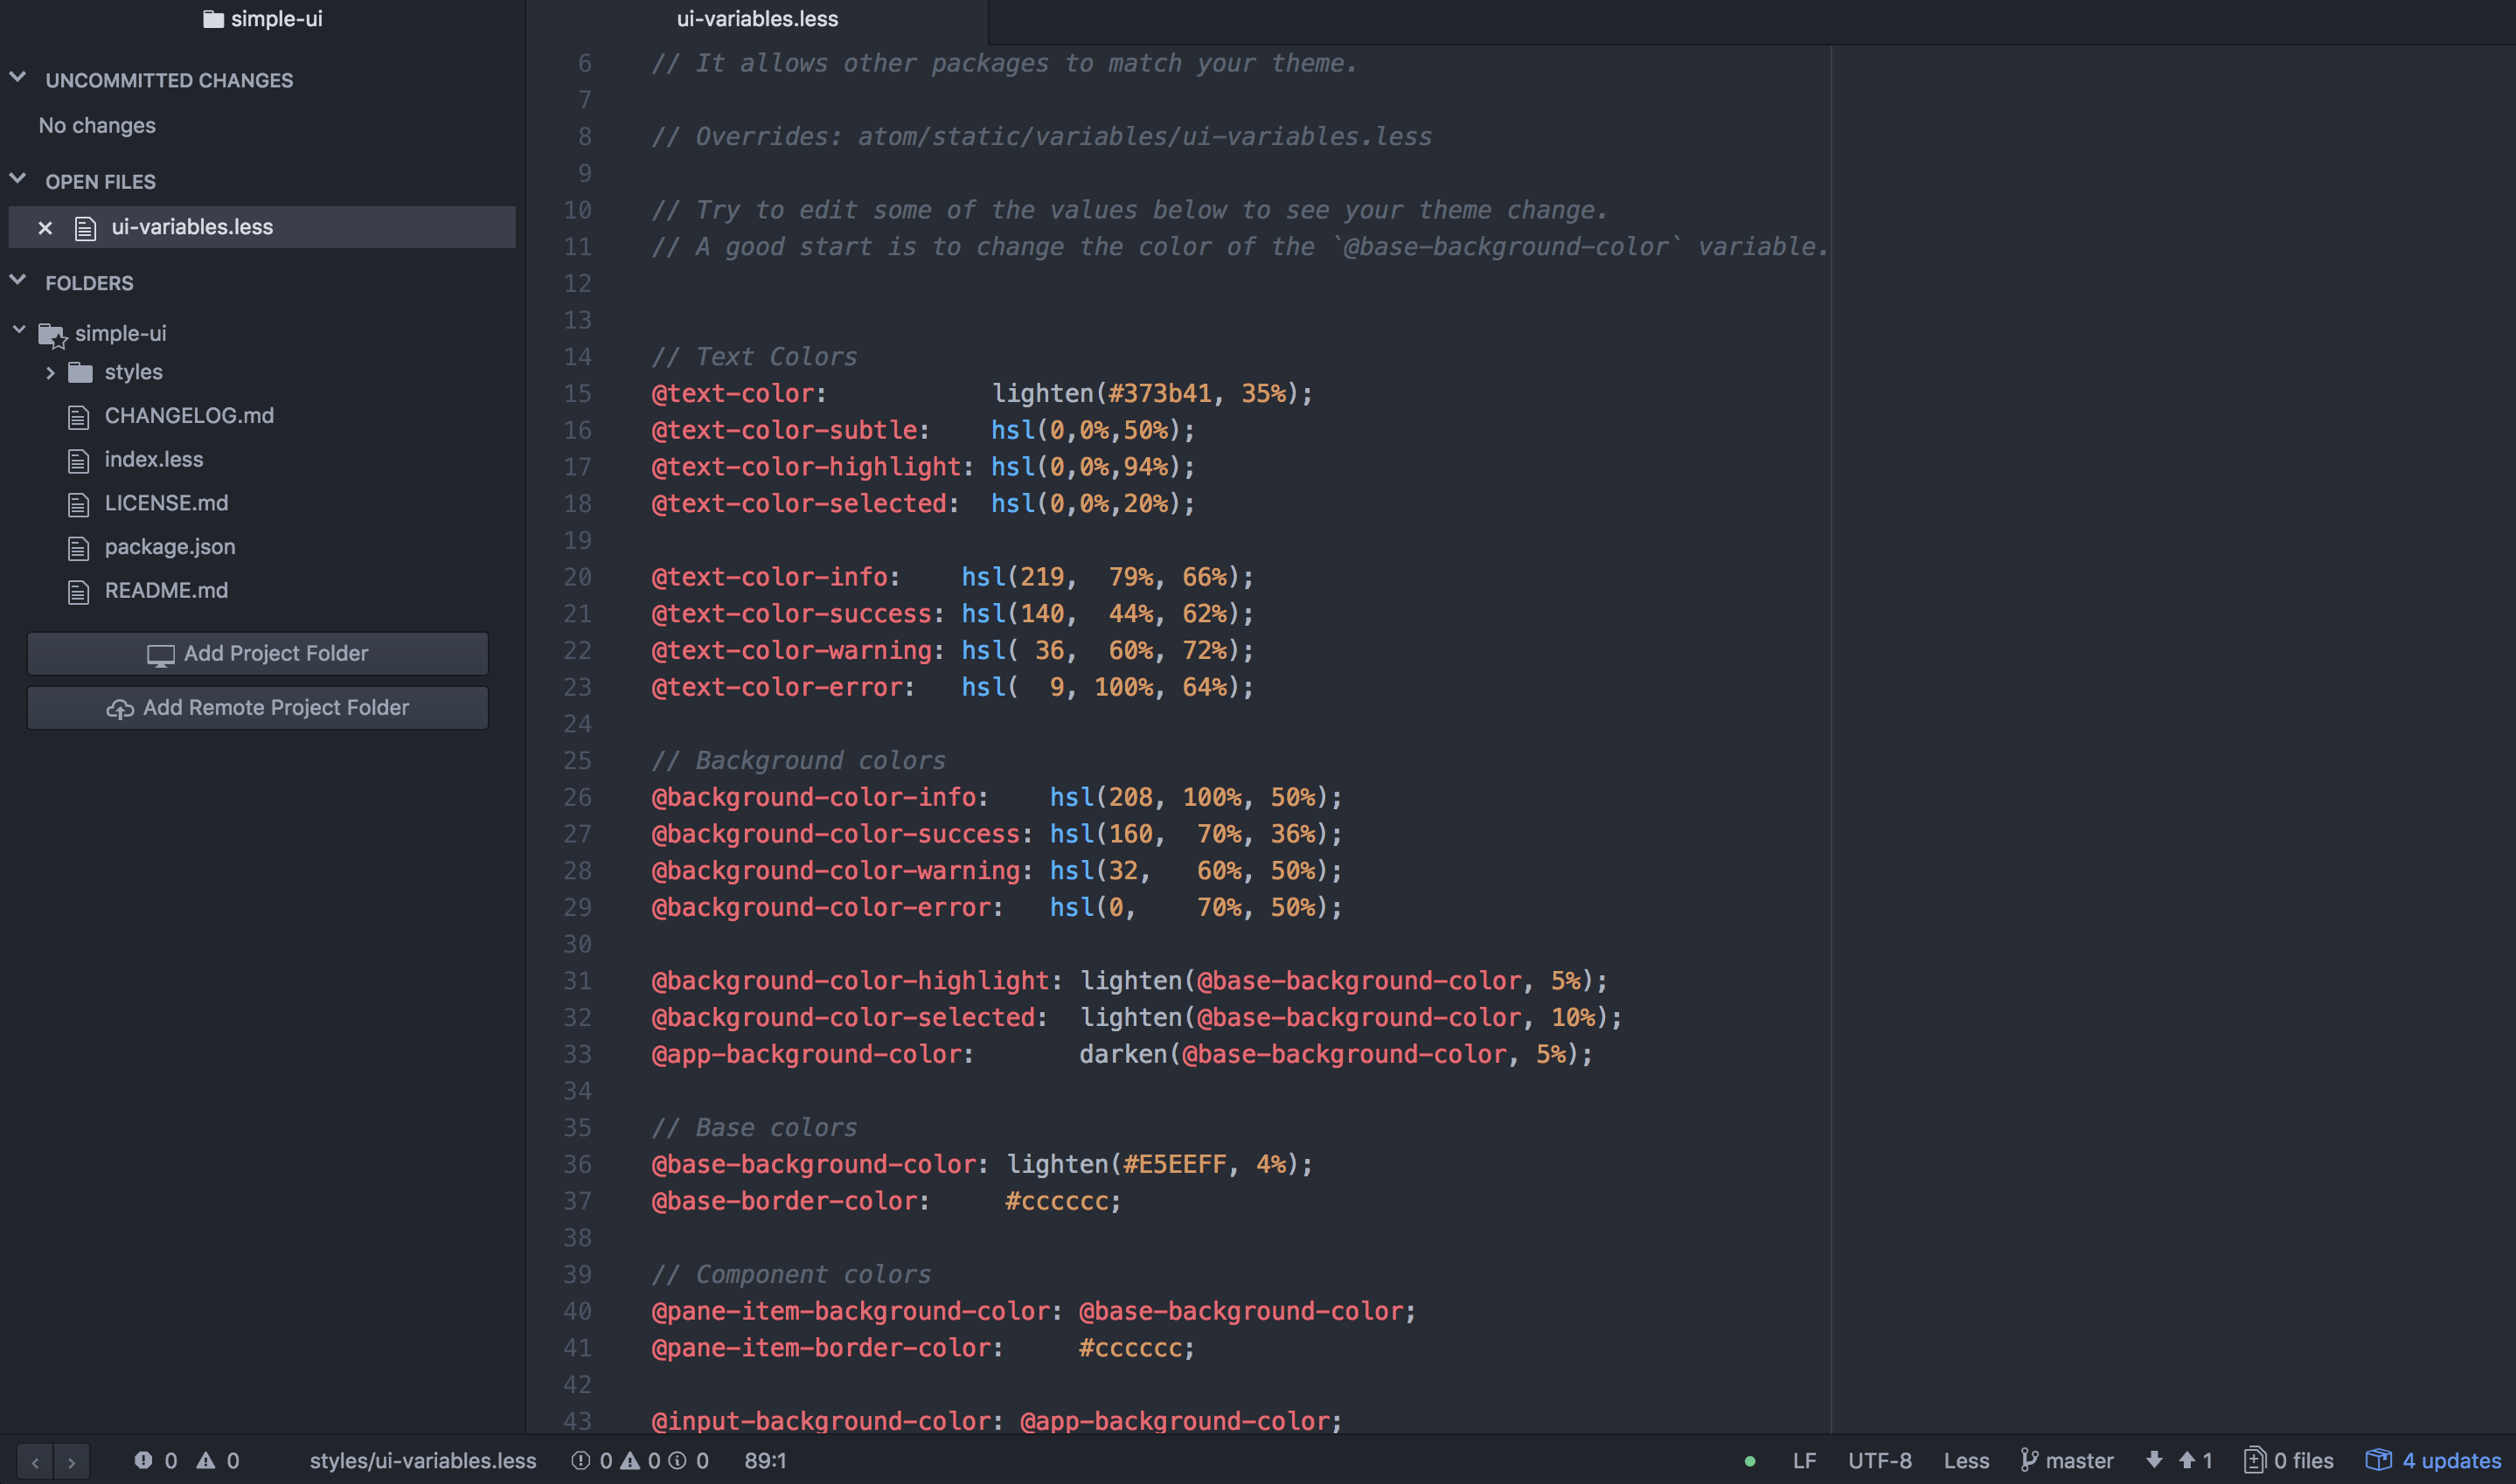 simple-ui
UNCOMMITTED CHANGES
No changes
OPEN FILES
ui-variables.less
FOLDERS
simple-ui
styles
CHANGELOG.md
index.less
LICENSE.md
package.json
README.md
Add Project Folder
Add Remote Project Folder
ui-variables.less
6 // It allows other packages to match your theme.
7
8 // Overrides: atom/static/variables/ui-variables.less
9
10 // Try to edit some of the values below to see your theme change.
11 // A good start is to change the color of the `@base-background-color` variable.
12
13
14 // Text Colors
15 @text-color:           lighten(#373b41, 35%);
16 @text-color-subtle:    hsl(0,0%,50%);
17 @text-color-highlight: hsl(0,0%,94%);
18 @text-color-selected:  hsl(0,0%,20%);
19
20 @text-color-info:    hsl(219,  79%, 66%);
21 @text-color-success: hsl(140,  44%, 62%);
22 @text-color-warning: hsl( 36,  60%, 72%);
23 @text-color-error:   hsl(  9, 100%, 64%);
24
25 // Background colors
26 @background-color-info:    hsl(208, 100%, 50%);
27 @background-color-success: hsl(160,  70%, 36%);
28 @background-color-warning: hsl(32,   60%, 50%);
29 @background-color-error:   hsl(0,    70%, 50%);
30
31 @background-color-highlight: lighten(@base-background-color, 5%);
32 @background-color-selected:  lighten(@base-background-color, 10%);
33 @app-background-color:       darken(@base-background-color, 5%);
34
35 // Base colors
36 @base-background-color: lighten(#E5EEFF, 4%);
37 @base-border-color:     #cccccc;
38
39 // Component colors
40 @pane-item-background-color: @base-background-color;
41 @pane-item-border-color:     #cccccc;
42
43 @input-background-color: @app-background-color;
0 0 styles/ui-variables.less 0 0 0 89:1 LF UTF-8 Less master 1 0 files 4 updates